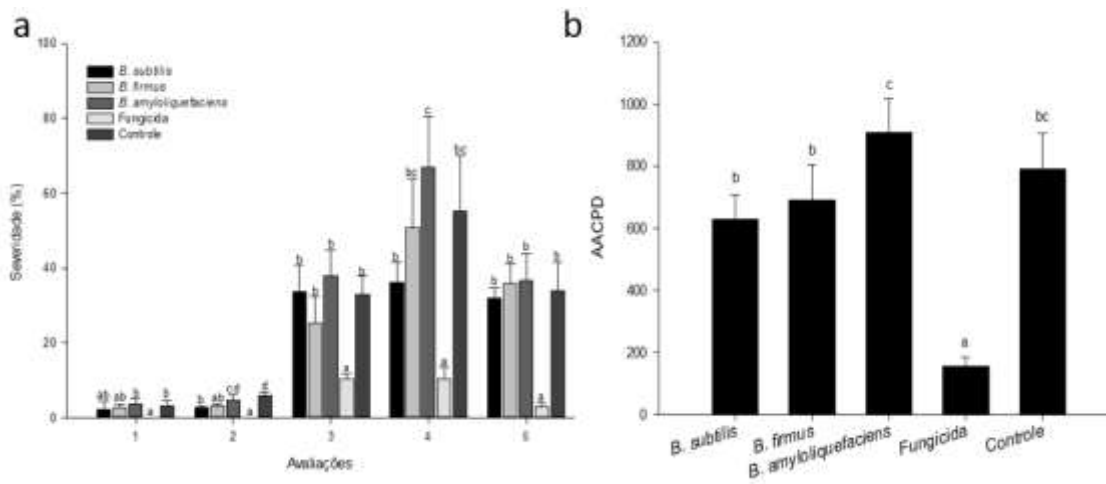 a
100
80
60
40
20
0
Severidade (%)
B. subtilis
B. firmus
B. amyloliquefaciens
Fungicida
Controle
ab ab b a b
b ab cd a
b b b a b
b bc c a bc
b b b a b
1 2 3 4 5
Avaliações
b
1200
1000
800
600
400
200
0
AACPD
b b c a bc
B. subtilis
B. firmus
B. amyloliquefaciens
Fungicida
Controle